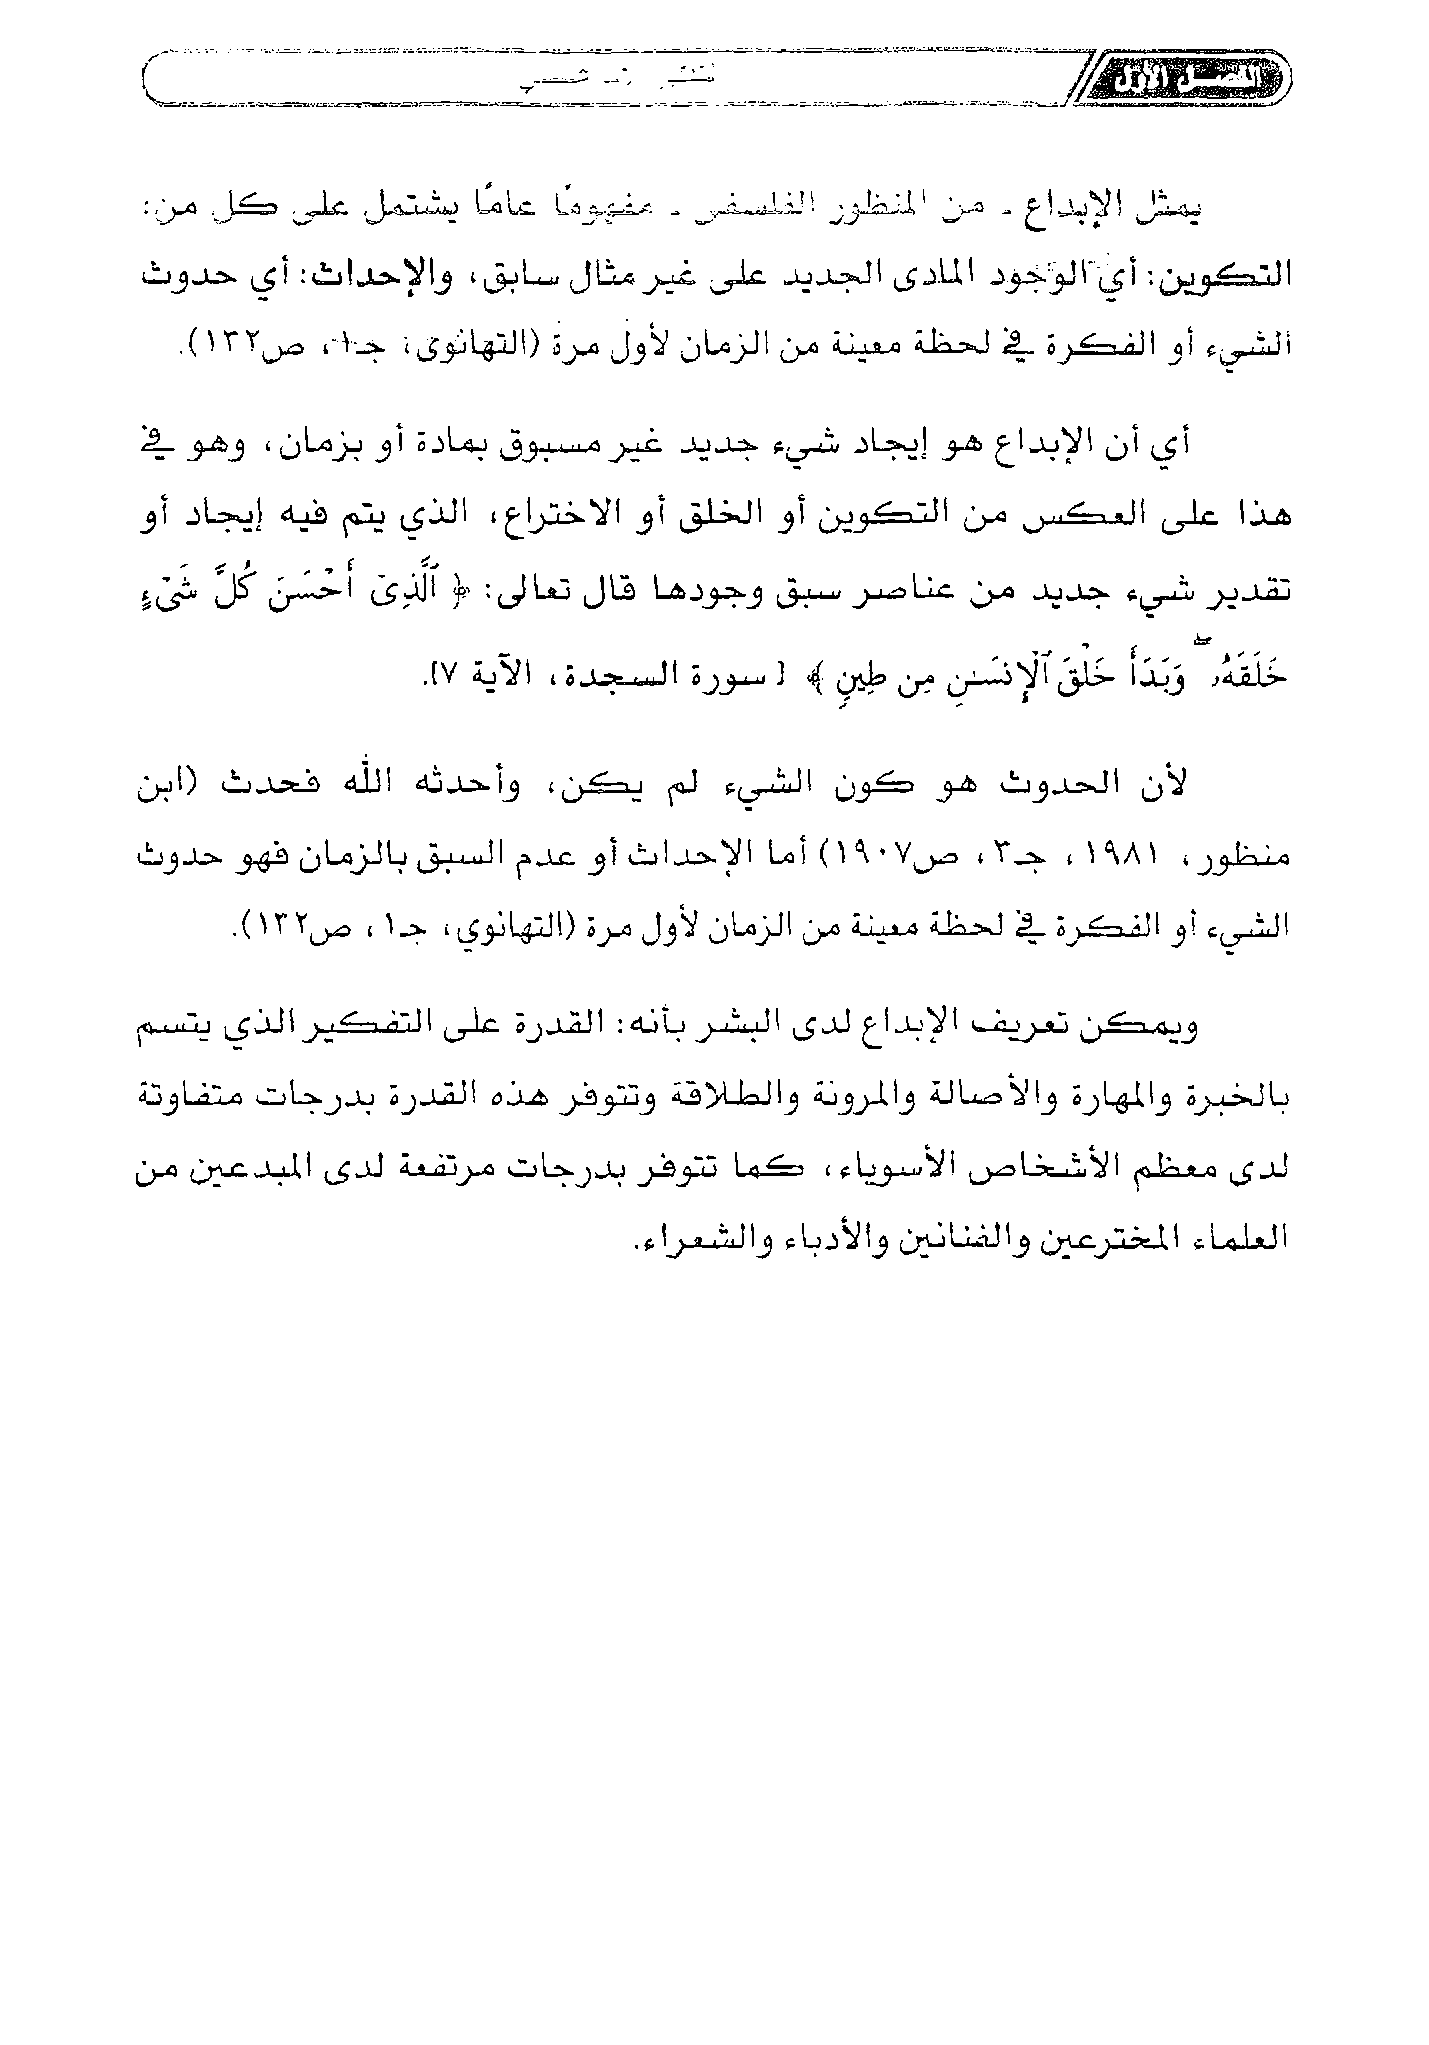 الفصل الأول
يمثل الإبداع - من المنظور الفلسفى - مفهومًا عامًا يشتمل على كل من:
التكوين: أي الوجود المادى الجديد على غير مثال سابق، والإحداث: أي حدوث
الشيء أو الفكرة في لحظة معينة من الزمان لأول مرة (التهانوى، جـ١، ص١٣٢).
أي أن الإبداع هو إيجاد شيء جديد غير مسبوق بمادة أو بزمان، وهو في
هذا على العكس من التكوين أو الخلق أو الاختراع، الذي يتم فيه إيجاد أو
تقدير شيء جديد من عناصر سبق وجودها قال تعالى: ﴿ ٱلَّذِىٓ أَحْسَنَ كُلَّ شَىْءٍ
خَلَقَهُۥ ۖ وَبَدَأَ خَلْقَ ٱلْإِنسَـٰنِ مِن طِينٍ ﴾ [ سورة السجدة، الآية ٧].
لأن الحدوث هو كون الشيء لم يكن، وأحدثه الله فحدث (ابن
منظور، ١٩٨١، جـ٣، ص١٩٠٧) أما الإحداث أو عدم السبق بالزمان فهو حدوث
الشيء أو الفكرة في لحظة معينة من الزمان لأول مرة (التهانوي، جـ١، ص١٣٢).
ويمكن تعريف الإبداع لدى البشر بأنه: القدرة على التفكير الذي يتسم
بالخبرة والمهارة والأصالة والمرونة والطلاقة وتتوفر هذه القدرة بدرجات متفاوتة
لدى معظم الأشخاص الأسوياء، كما تتوفر بدرجات مرتفعة لدى المبدعين من
العلماء المخترعين والفنانين والأدباء والشعراء.